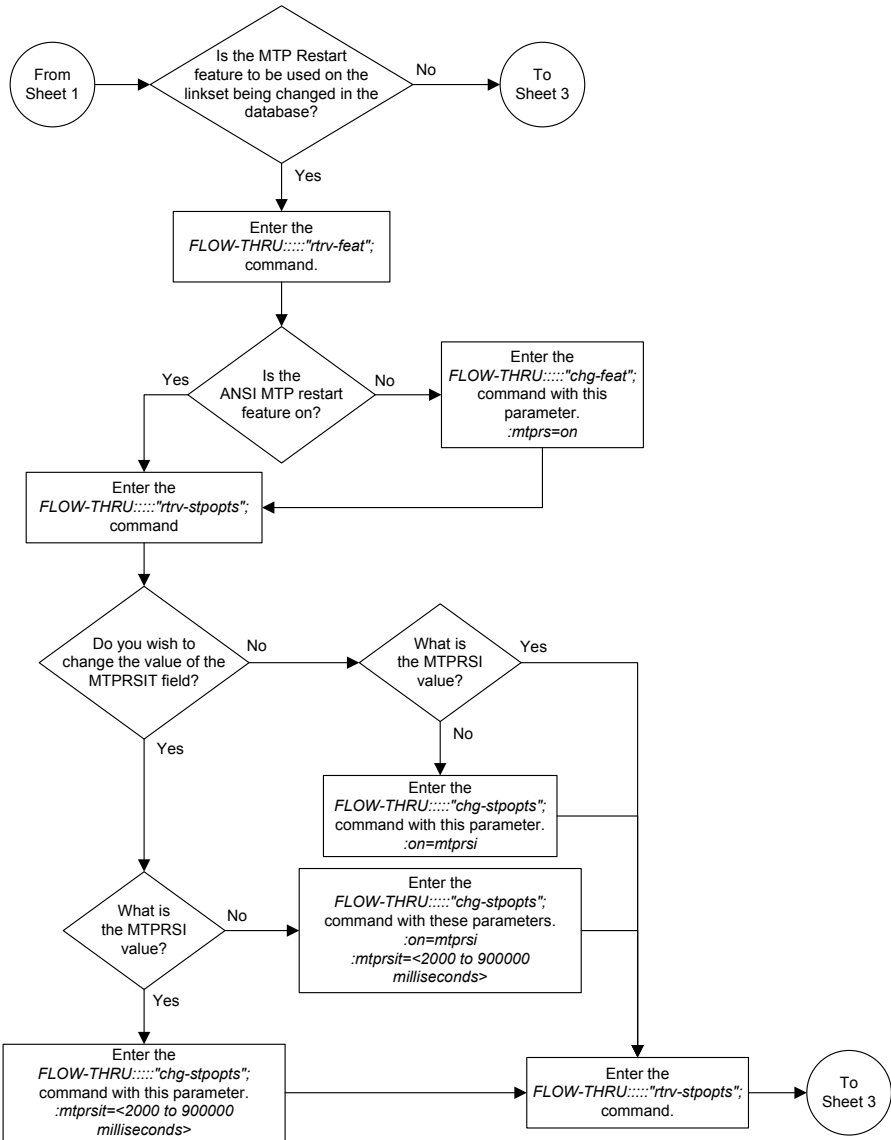 From
Sheet 1
Is the MTP Restart
feature to be used on the
linkset being changed in the
database?
No
To
Sheet 3
Yes
Enter the
FLOW-THRU:::::"rtrv-feat";
command.
Yes
Is the
ANSI MTP restart
feature on?
No
Enter the
FLOW-THRU:::::"chg-feat";
command with this
parameter.
:mtprs=on
Enter the
FLOW-THRU:::::"rtrv-stpopts";
command
Do you wish to
change the value of the
MTPRSIT field?
No
What is
the MTPRSI
value?
Yes
No
Yes
Enter the
FLOW-THRU:::::"chg-stpopts";
command with this parameter.
:on=mtprsi
What is
the MTPRSI
value?
No
Enter the
FLOW-THRU:::::"chg-stpopts";
command with these parameters.
:on=mtprsi
:mtprsit=<2000 to 900000
milliseconds>
Yes
Enter the
FLOW-THRU:::::"chg-stpopts";
command with this parameter.
:mtprsit=<2000 to 900000
milliseconds>
Enter the
FLOW-THRU:::::"rtrv-stpopts";
command.
To
Sheet 3